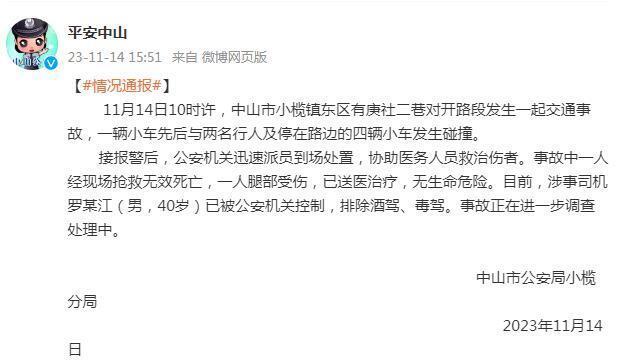 平安中山
23-11-14 15:51 来自 微博网页版
【#情况通报#】
11月14日10时许，中山市小榄镇东区有庚社二巷对开路段发生一起交通事
故，一辆小车先后与两名行人及停在路边的四辆小车发生碰撞。
接报警后，公安机关迅速派员到场处置，协助医务人员救治伤者。事故中一人
经现场抢救无效死亡，一人腿部受伤，已送医治疗，无生命危险。目前，涉事司机
罗某江（男，40岁）已被公安机关控制，排除酒驾、毒驾。事故正在进一步调查
处理中。
中山市公安局小榄
分局
2023年11月14
日